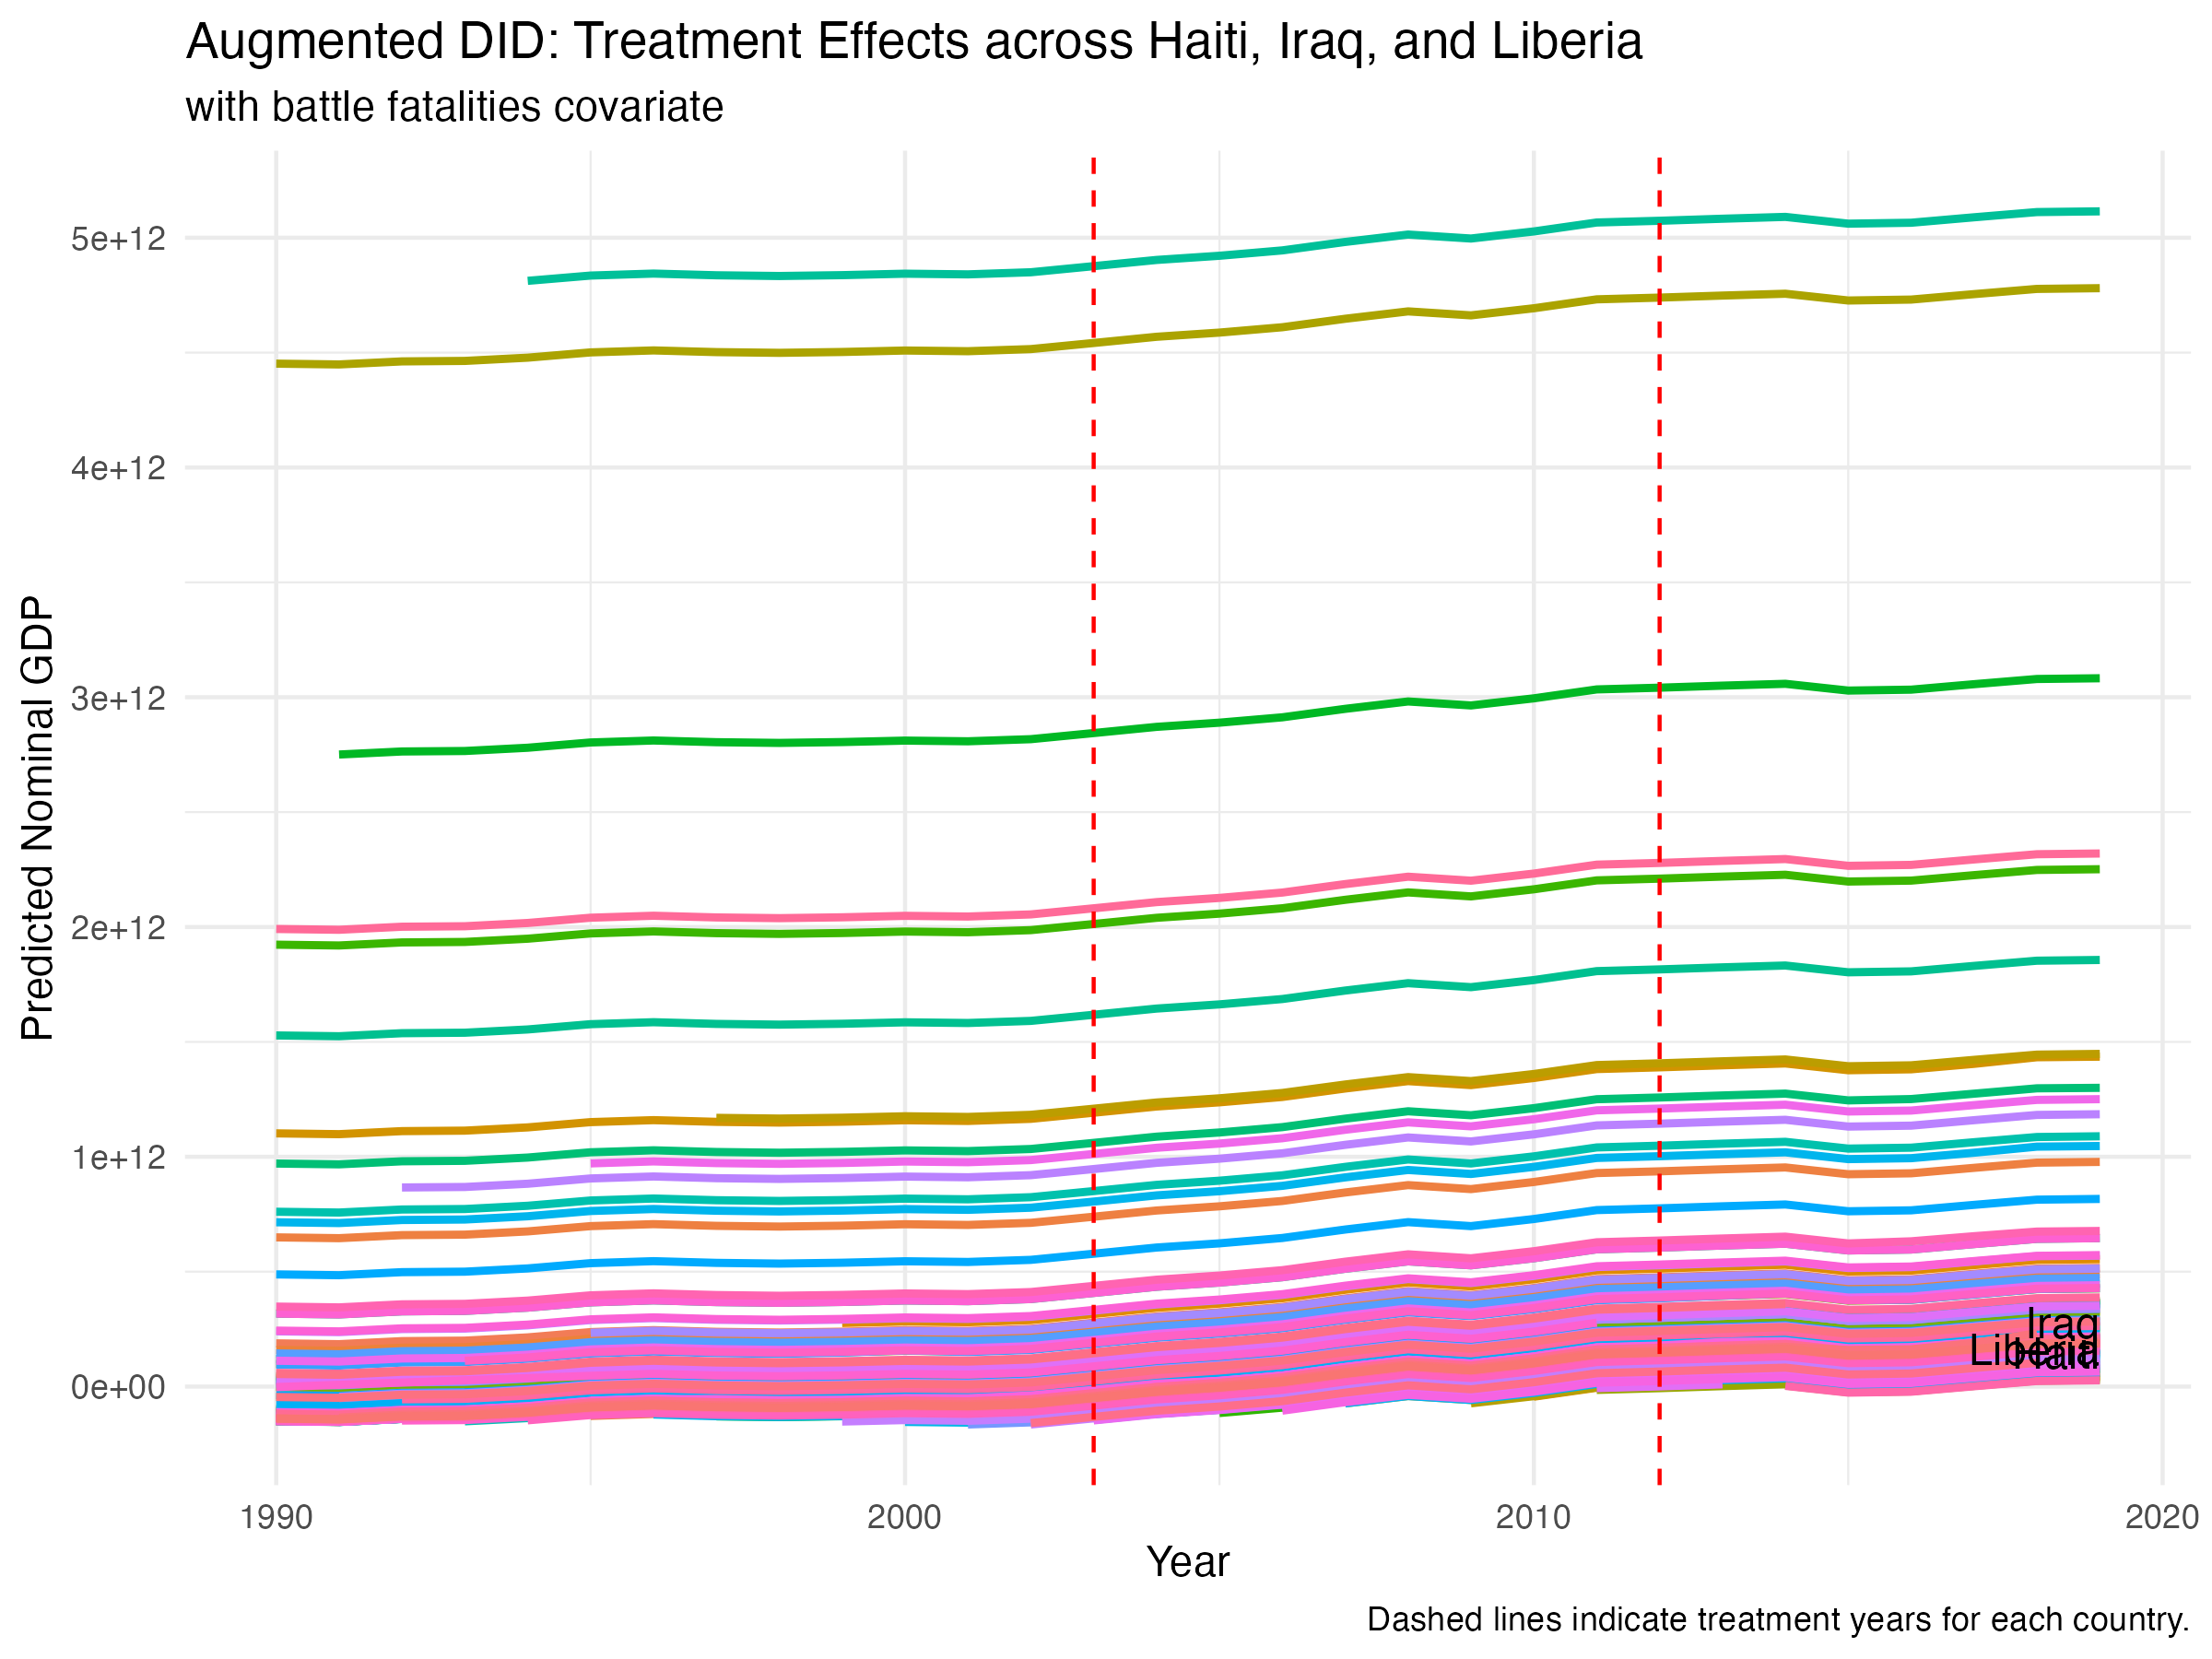 Augmented DID: Treatment Effects across Haiti, Iraq, and Liberia
with battle fatalities covariate
Predicted Nominal GDP
5e+12
4e+12
3e+12
2e+12
1e+12
0e+00
Iraq
Liberia
Haiti
1990
2000
2010
2020
Year
Dashed lines indicate treatment years for each country.